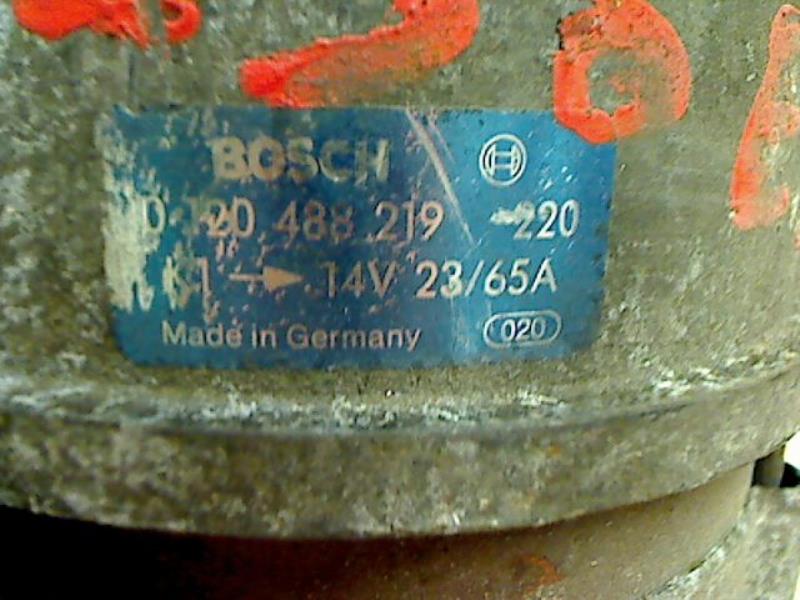 BOSCH
0 120 488 219 -220
K1 → 14V 23/65A
Made in Germany 020